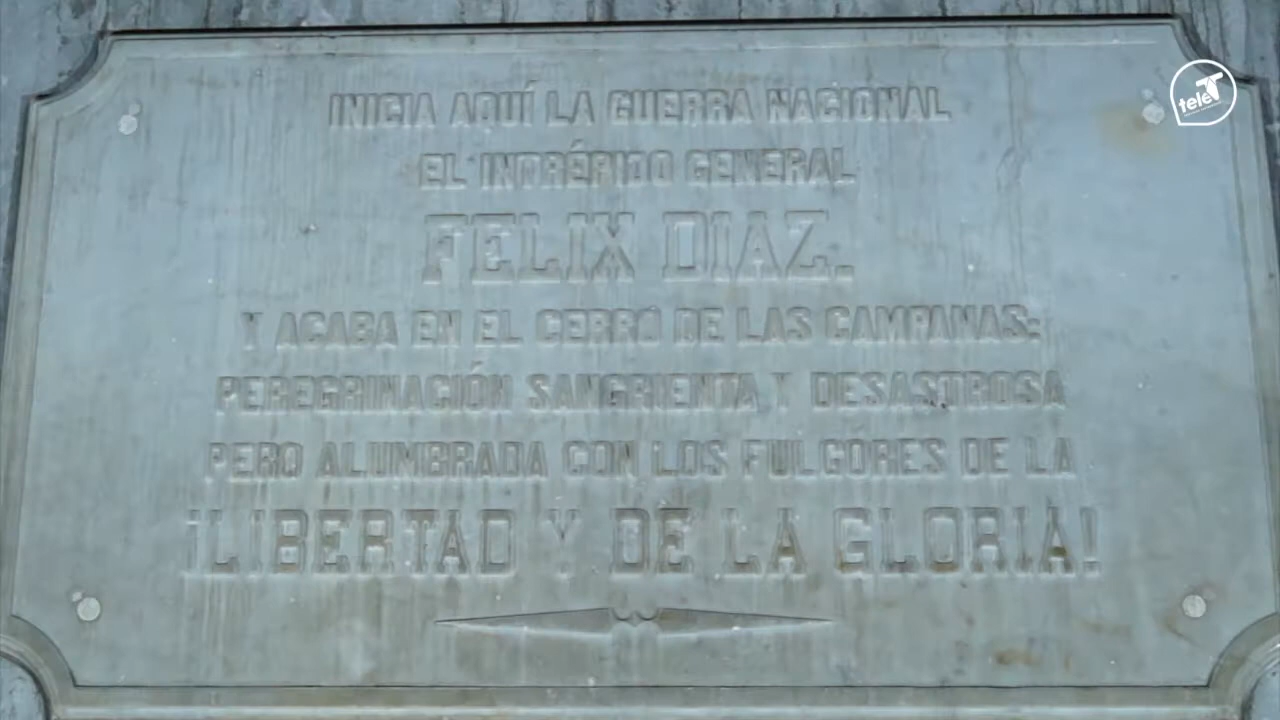 INICIA AQUÍ LA GUERRA NACIONAL
EL INTRÉPIDO GENERAL
FELIX DIAZ.
Y ACABA EN EL CERRO DE LAS CAMPANAS:
PEREGRINACIÓN SANGRIENTA Y DESASTROSA
PERO ALUMBRADA CON LOS FULGORES DE LA
¡LIBERTAD Y DE LA GLORIA!
tele